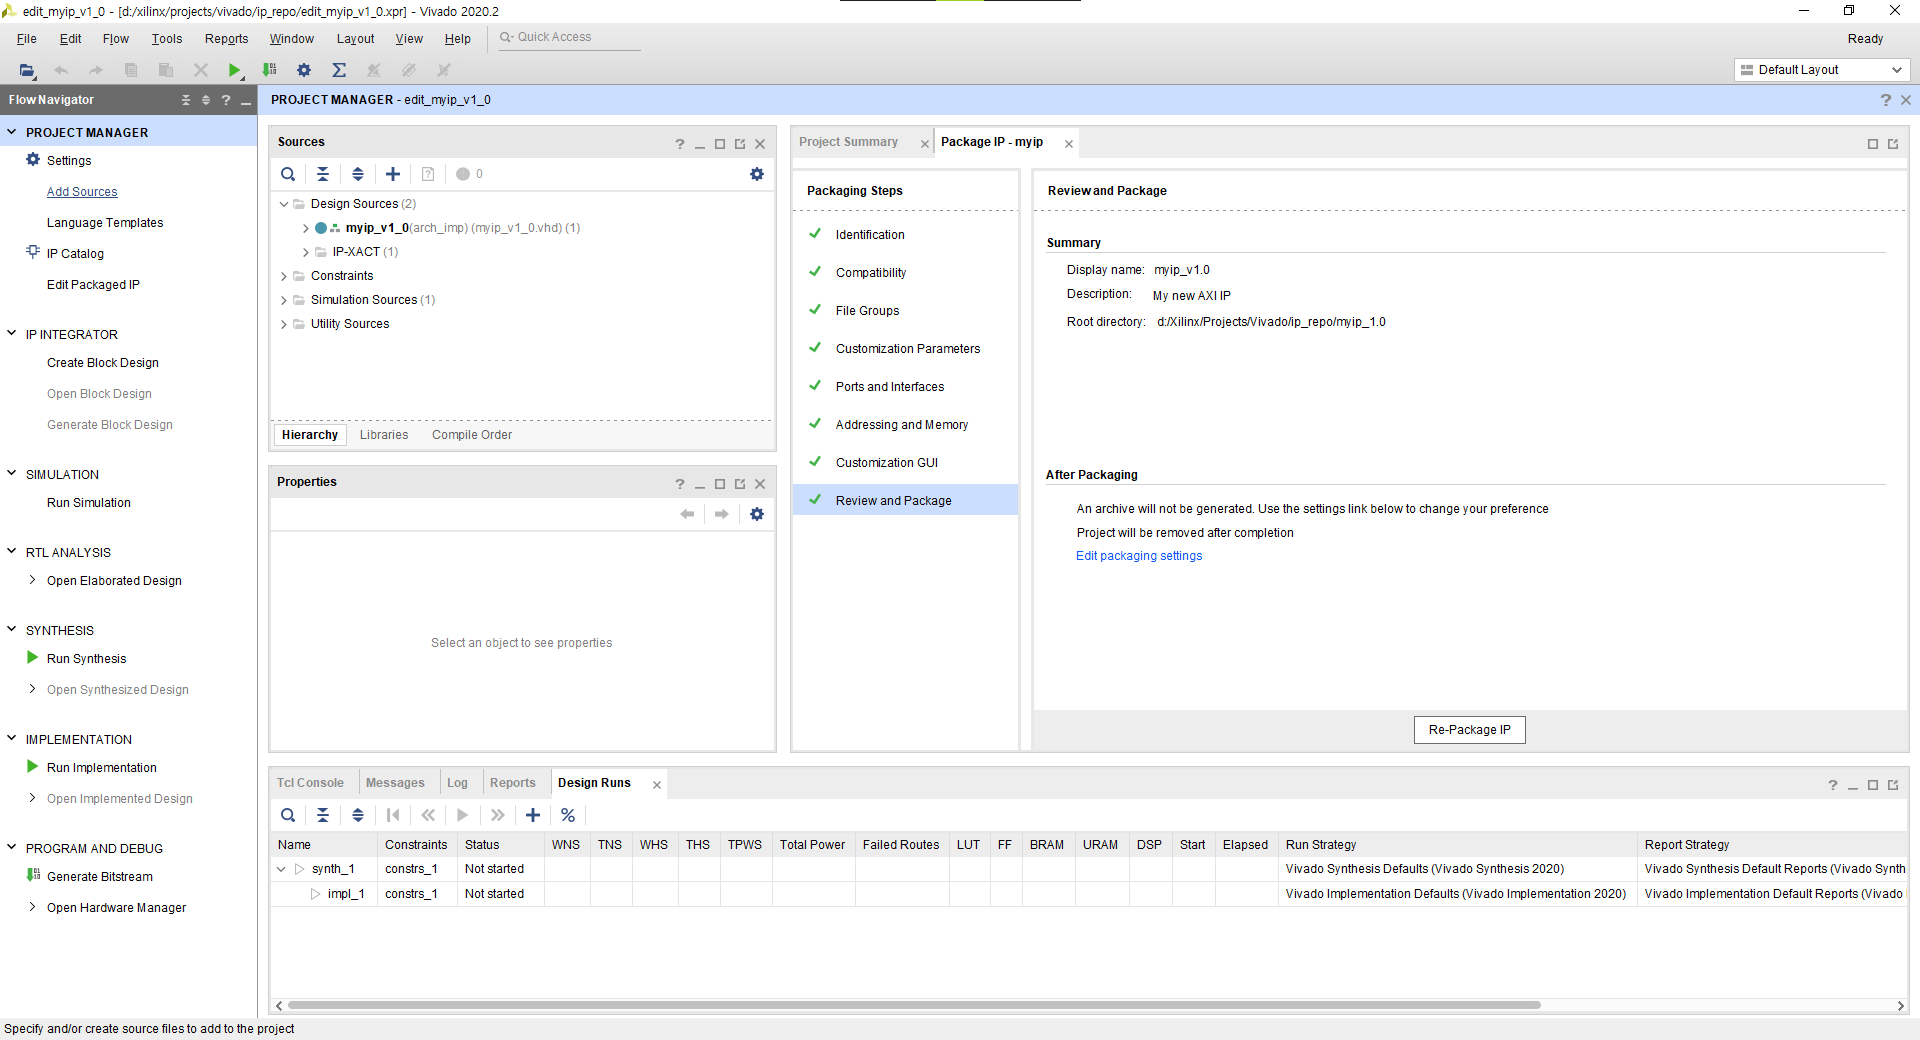 edit_myip_v1_0 - [d:/xilinx/projects/vivado/ip_repo/edit_myip_v1_0.xpr] - Vivado 2020.2
File Edit Flow Tools Reports Window Layout View Help Quick Access Ready
Default Layout
Flow Navigator
PROJECT MANAGER
Settings
Add Sources
Language Templates
IP Catalog
Edit Packaged IP
IP INTEGRATOR
Create Block Design
Open Block Design
Generate Block Design
SIMULATION
Run Simulation
RTL ANALYSIS
Open Elaborated Design
SYNTHESIS
Run Synthesis
Open Synthesized Design
IMPLEMENTATION
Run Implementation
Open Implemented Design
PROGRAM AND DEBUG
Generate Bitstream
Open Hardware Manager
PROJECT MANAGER - edit_myip_v1_0
Sources
0
Design Sources (2)
myip_v1_0(arch_imp) (myip_v1_0.vhd) (1)
IP-XACT (1)
Constraints
Simulation Sources (1)
Utility Sources
Hierarchy Libraries Compile Order
Properties
Select an object to see properties
Project Summary Package IP - myip
Packaging Steps
Identification
Compatibility
File Groups
Customization Parameters
Ports and Interfaces
Addressing and Memory
Customization GUI
Review and Package
Review and Package
Summary
Display name: myip_v1.0
Description: My new AXI IP
Root directory: d:/Xilinx/Projects/Vivado/ip_repo/myip_1.0
After Packaging
An archive will not be generated. Use the settings link below to change your preference
Project will be removed after completion
Edit packaging settings
Re-Package IP
Tcl Console Messages Log Reports Design Runs
Name Constraints Status WNS TNS WHS THS TPWS Total Power Failed Routes LUT FF BRAM URAM DSP Start Elapsed Run Strategy Report Strategy
synth_1 constrs_1 Not started Vivado Synthesis Defaults (Vivado Synthesis 2020) Vivado Synthesis Default Reports (Vivado Synth
impl_1 constrs_1 Not started Vivado Implementation Defaults (Vivado Implementation 2020) Vivado Implementation Default Reports (Vivado
Specify and/or create source files to add to the project